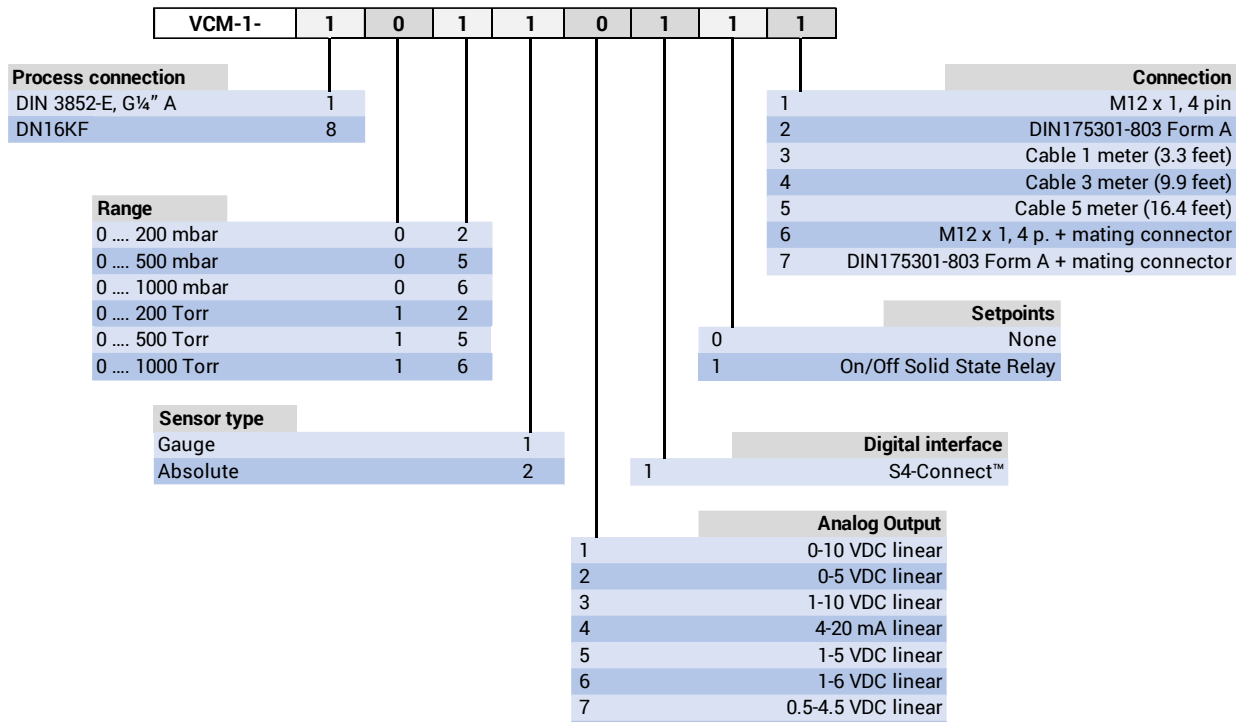 VCM-1- 1 0 1 1 0 1 1 1
Process connection
DIN 3852-E, G¼” A 1
DN16KF 8
Connection
1 M12 x 1, 4 pin
2 DIN175301-803 Form A
3 Cable 1 meter (3.3 feet)
4 Cable 3 meter (9.9 feet)
5 Cable 5 meter (16.4 feet)
6 M12 x 1, 4 p. + mating connector
7 DIN175301-803 Form A + mating connector
Range
0 .... 200 mbar 0 2
0 .... 500 mbar 0 5
0 .... 1000 mbar 0 6
0 .... 200 Torr 1 2
0 .... 500 Torr 1 5
0 .... 1000 Torr 1 6
Setpoints
0 None
1 On/Off Solid State Relay
Sensor type
Gauge 1
Absolute 2
Digital interface
1 S4-Connect™
Analog Output
1 0-10 VDC linear
2 0-5 VDC linear
3 1-10 VDC linear
4 4-20 mA linear
5 1-5 VDC linear
6 1-6 VDC linear
7 0.5-4.5 VDC linear